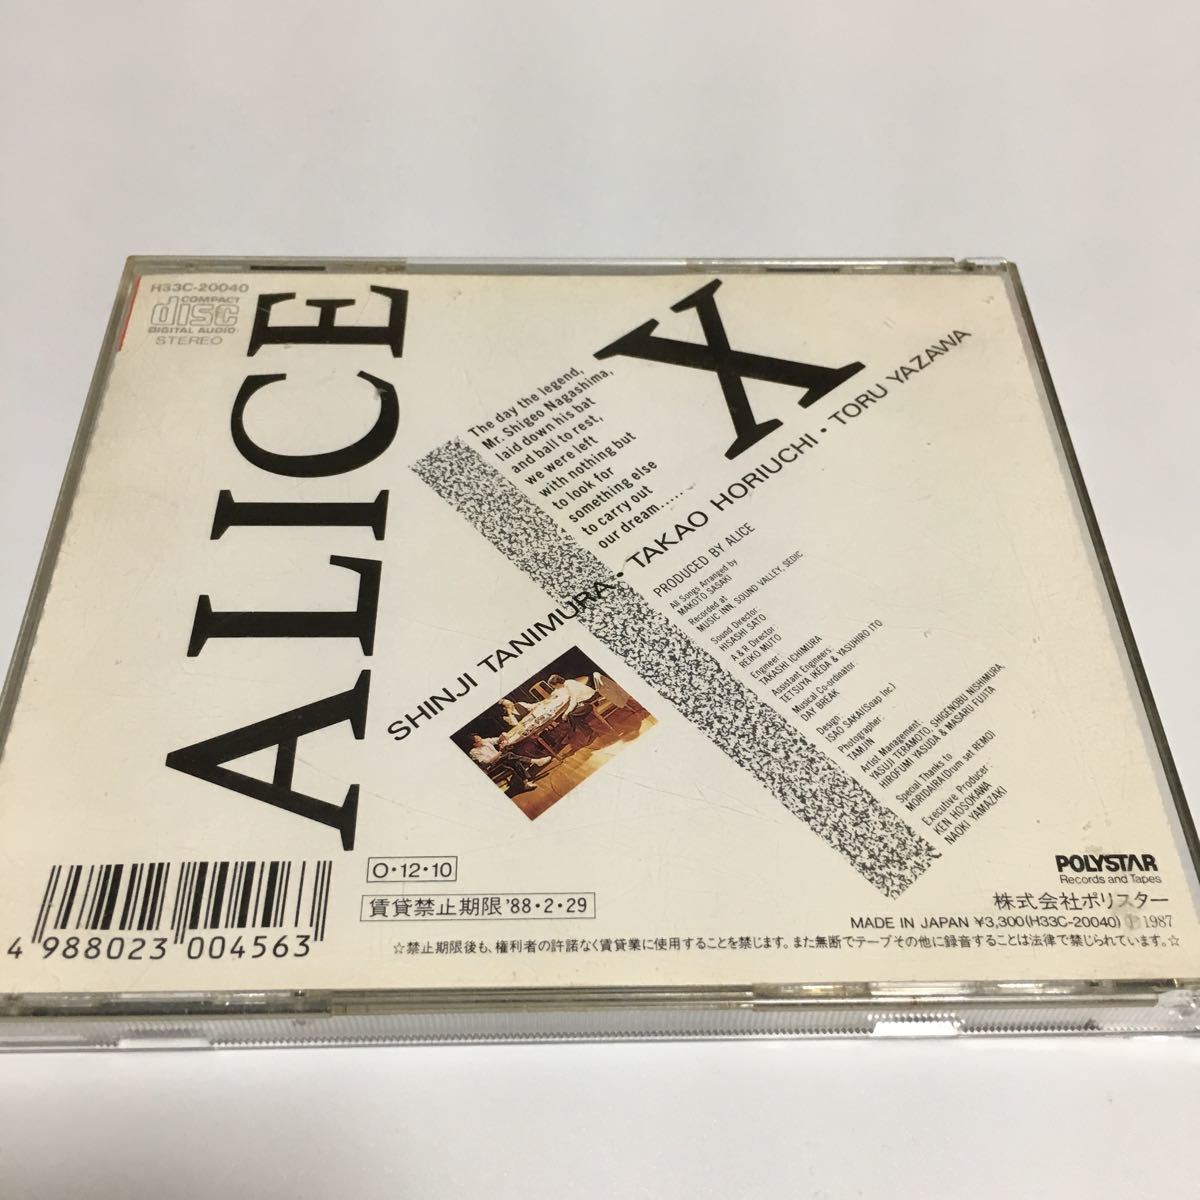 H33C-20040
COMPACT
disc
DIGITAL AUDIO
STEREO
ALICE
X
The day the legend,
Mr. Shigeo Nagashima,
laid down his bat
and ball to rest,
we were left
with nothing but
to look for
something else
to carry out
our dream......
SHINJI TANIMURA・TAKAO HORIUCHI・TORU YAZAWA
PRODUCED BY ALICE
All Songs Arranged by
MAKOTO SASAKI
Recorded at
MUSIC INN, SOUND VALLEY, SEDIC
Sound Director:
HISASHI SATO
A & R Director:
REIKO MUTO
Engineer:
TAKASHI ICHIMURA
Assistant Engineers:
TETSUYA IKEDA & YASUHIRO ITO
Musical Co-ordinator:
DAY BREAK
Design:
ISAO SAKAI(Soap Inc.)
Photographer:
TAMJIN
Artist Management:
YASUJI TERAMOTO, SHIGENOBU NISHIMURA,
HIROFUMI YASUDA & MASARU FUJITA
Special Thanks to
MORIDAIRA(Drum set REMO)
Executive Producer:
KEN HOSOKAWA
NAOKI YAMAZAKI
POLYSTAR
Records and Tapes
株式会社ポリスター
MADE IN JAPAN ¥3,300(H33C-20040) Ⓟ1987
O・12・10
賃貸禁止期限'88・2・29
4 988023 004563
☆禁止期限後も、権利者の許諾なく賃貸業に使用することを禁じます。また無断でテープその他に録音することは法律で禁じられています。☆